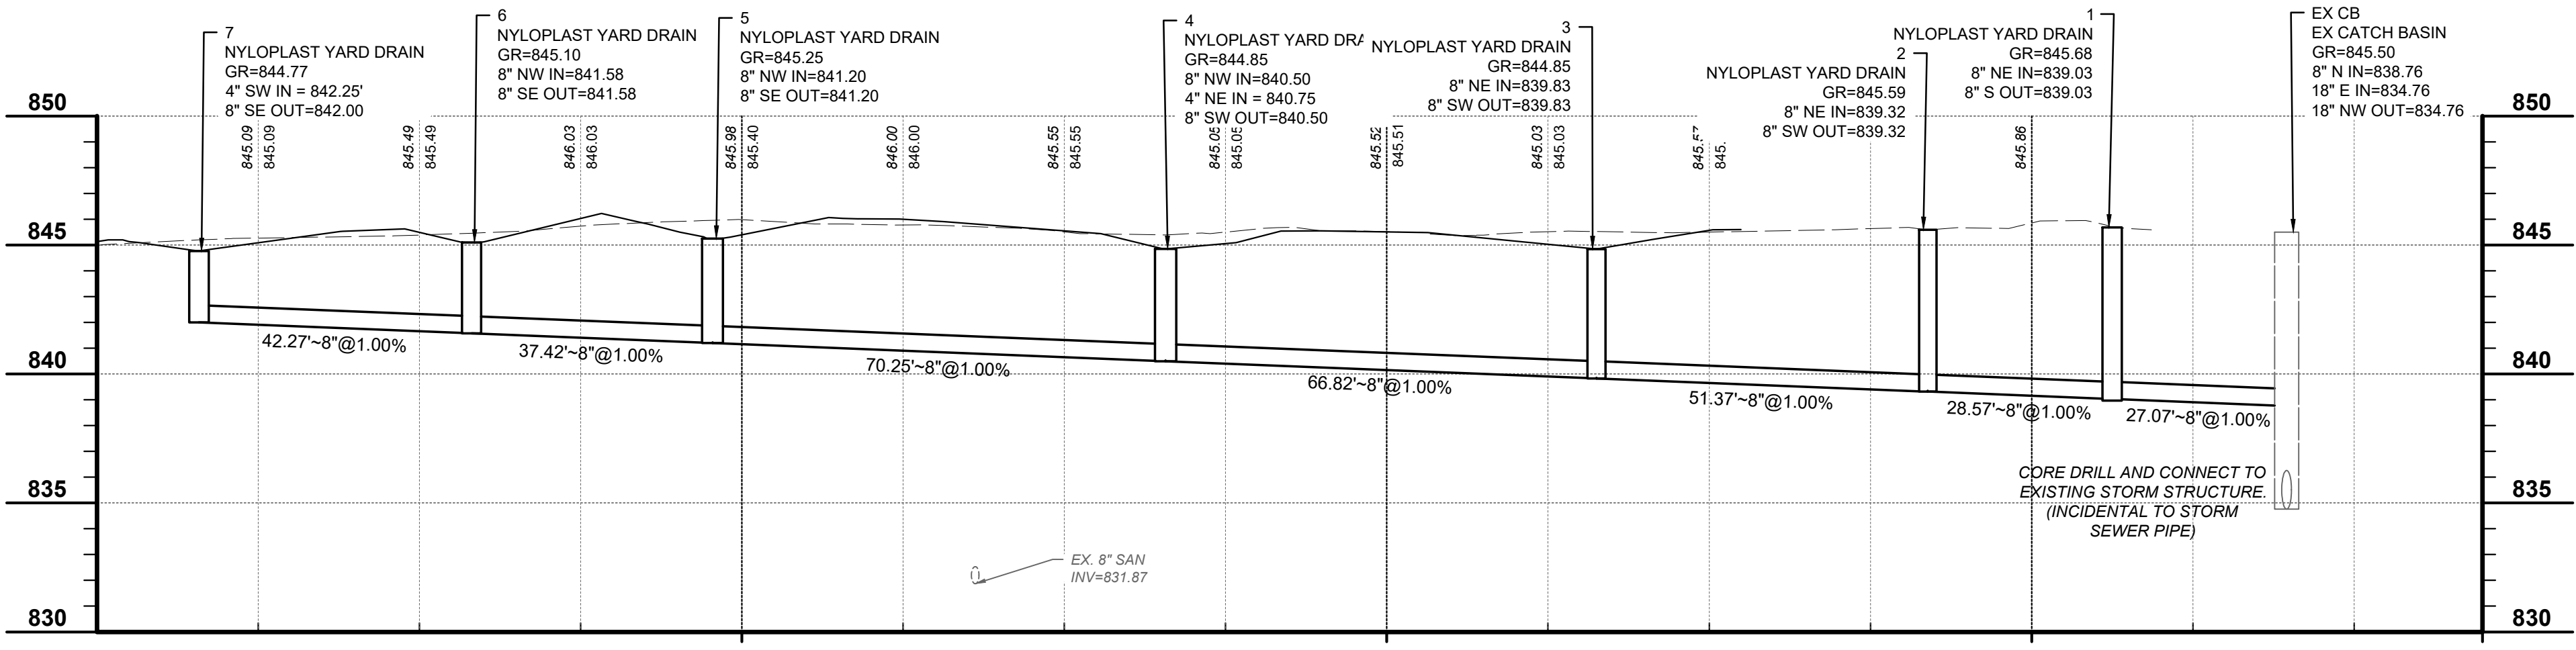 7
NYLOPLAST YARD DRAIN
GR=844.77
4" SW IN = 842.25'
8" SE OUT=842.00
6
NYLOPLAST YARD DRAIN
GR=845.10
8" NW IN=841.58
8" SE OUT=841.58
5
NYLOPLAST YARD DRAIN
GR=845.25
8" NW IN=841.20
8" SE OUT=841.20
4
NYLOPLAST YARD
GR=844.85
8" NW IN=840.50
4" NE IN = 840.75
8" SW OUT=840.50
3
NYLOPLAST YARD DRAIN
GR=844.85
8" NE IN=839.83
8" SW OUT=839.83
2
NYLOPLAST YARD DRAIN
GR=845.59
8" NE IN=839.32
8" SW OUT=839.32
1
NYLOPLAST YARD DRAIN
GR=845.68
8" NE IN=839.03
8" S OUT=839.03
EX CB
EX CATCH BASIN
GR=845.50
8" N IN=838.76
18" E IN=834.76
18" NW OUT=834.76
850
845
840
835
830
845.09
845.09
845.49
845.49
846.03
846.03
845.98
845.40
846.00
846.00
845.55
845.55
845.05
845.05
845.52
845.51
845.03
845.03
845.57
845.
845.86
850
845
840
835
830
42.27'~8"@1.00%
37.42'~8"@1.00%
70.25'~8"@1.00%
66.82'~8"@1.00%
51.37'~8"@1.00%
28.57'~8"@1.00%
27.07'~8"@1.00%
CORE DRILL AND CONNECT TO
EXISTING STORM STRUCTURE.
(INCIDENTAL TO STORM
SEWER PIPE)
EX. 8" SAN
INV=831.87